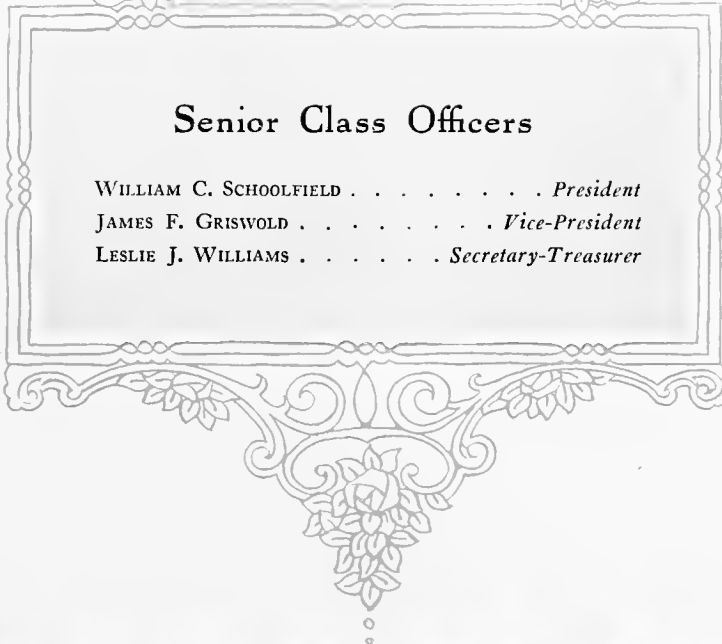 Senior Class Officers
WILLIAM C. SCHOOLFIELD . . . . . . . . President
JAMES F. GRISWOLD . . . . . . . . Vice-President
LESLIE J. WILLIAMS . . . . . . Secretary-Treasurer